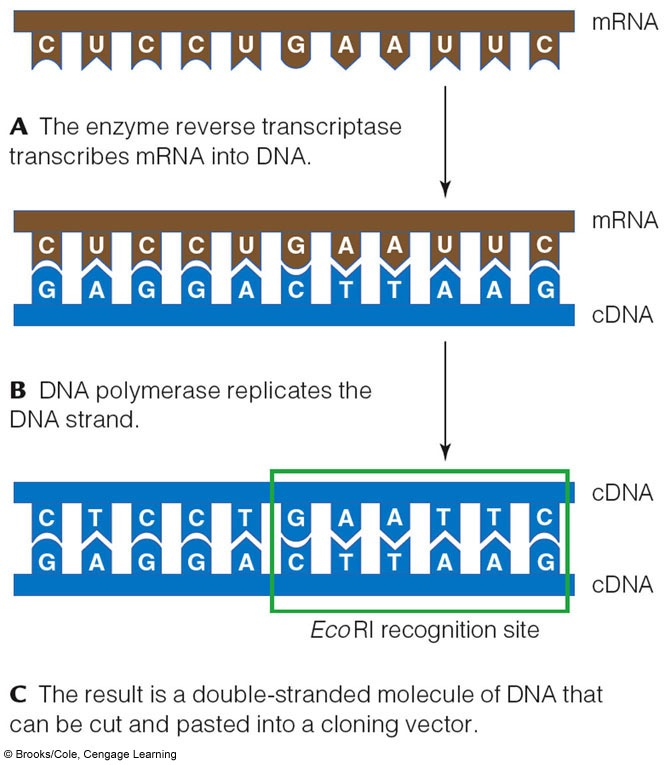 mRNA
C U C C U G A A U U C
A The enzyme reverse transcriptase
transcribes mRNA into DNA.
mRNA
C U C C U G A A U U C
G A G G A C T T A A G
cDNA
B DNA polymerase replicates the
DNA strand.
cDNA
C T C C T G A A T T C
G A G G A C T T A A G
cDNA
EcoRI recognition site
C The result is a double-stranded molecule of DNA that
can be cut and pasted into a cloning vector.
© Brooks/Cole, Cengage Learning